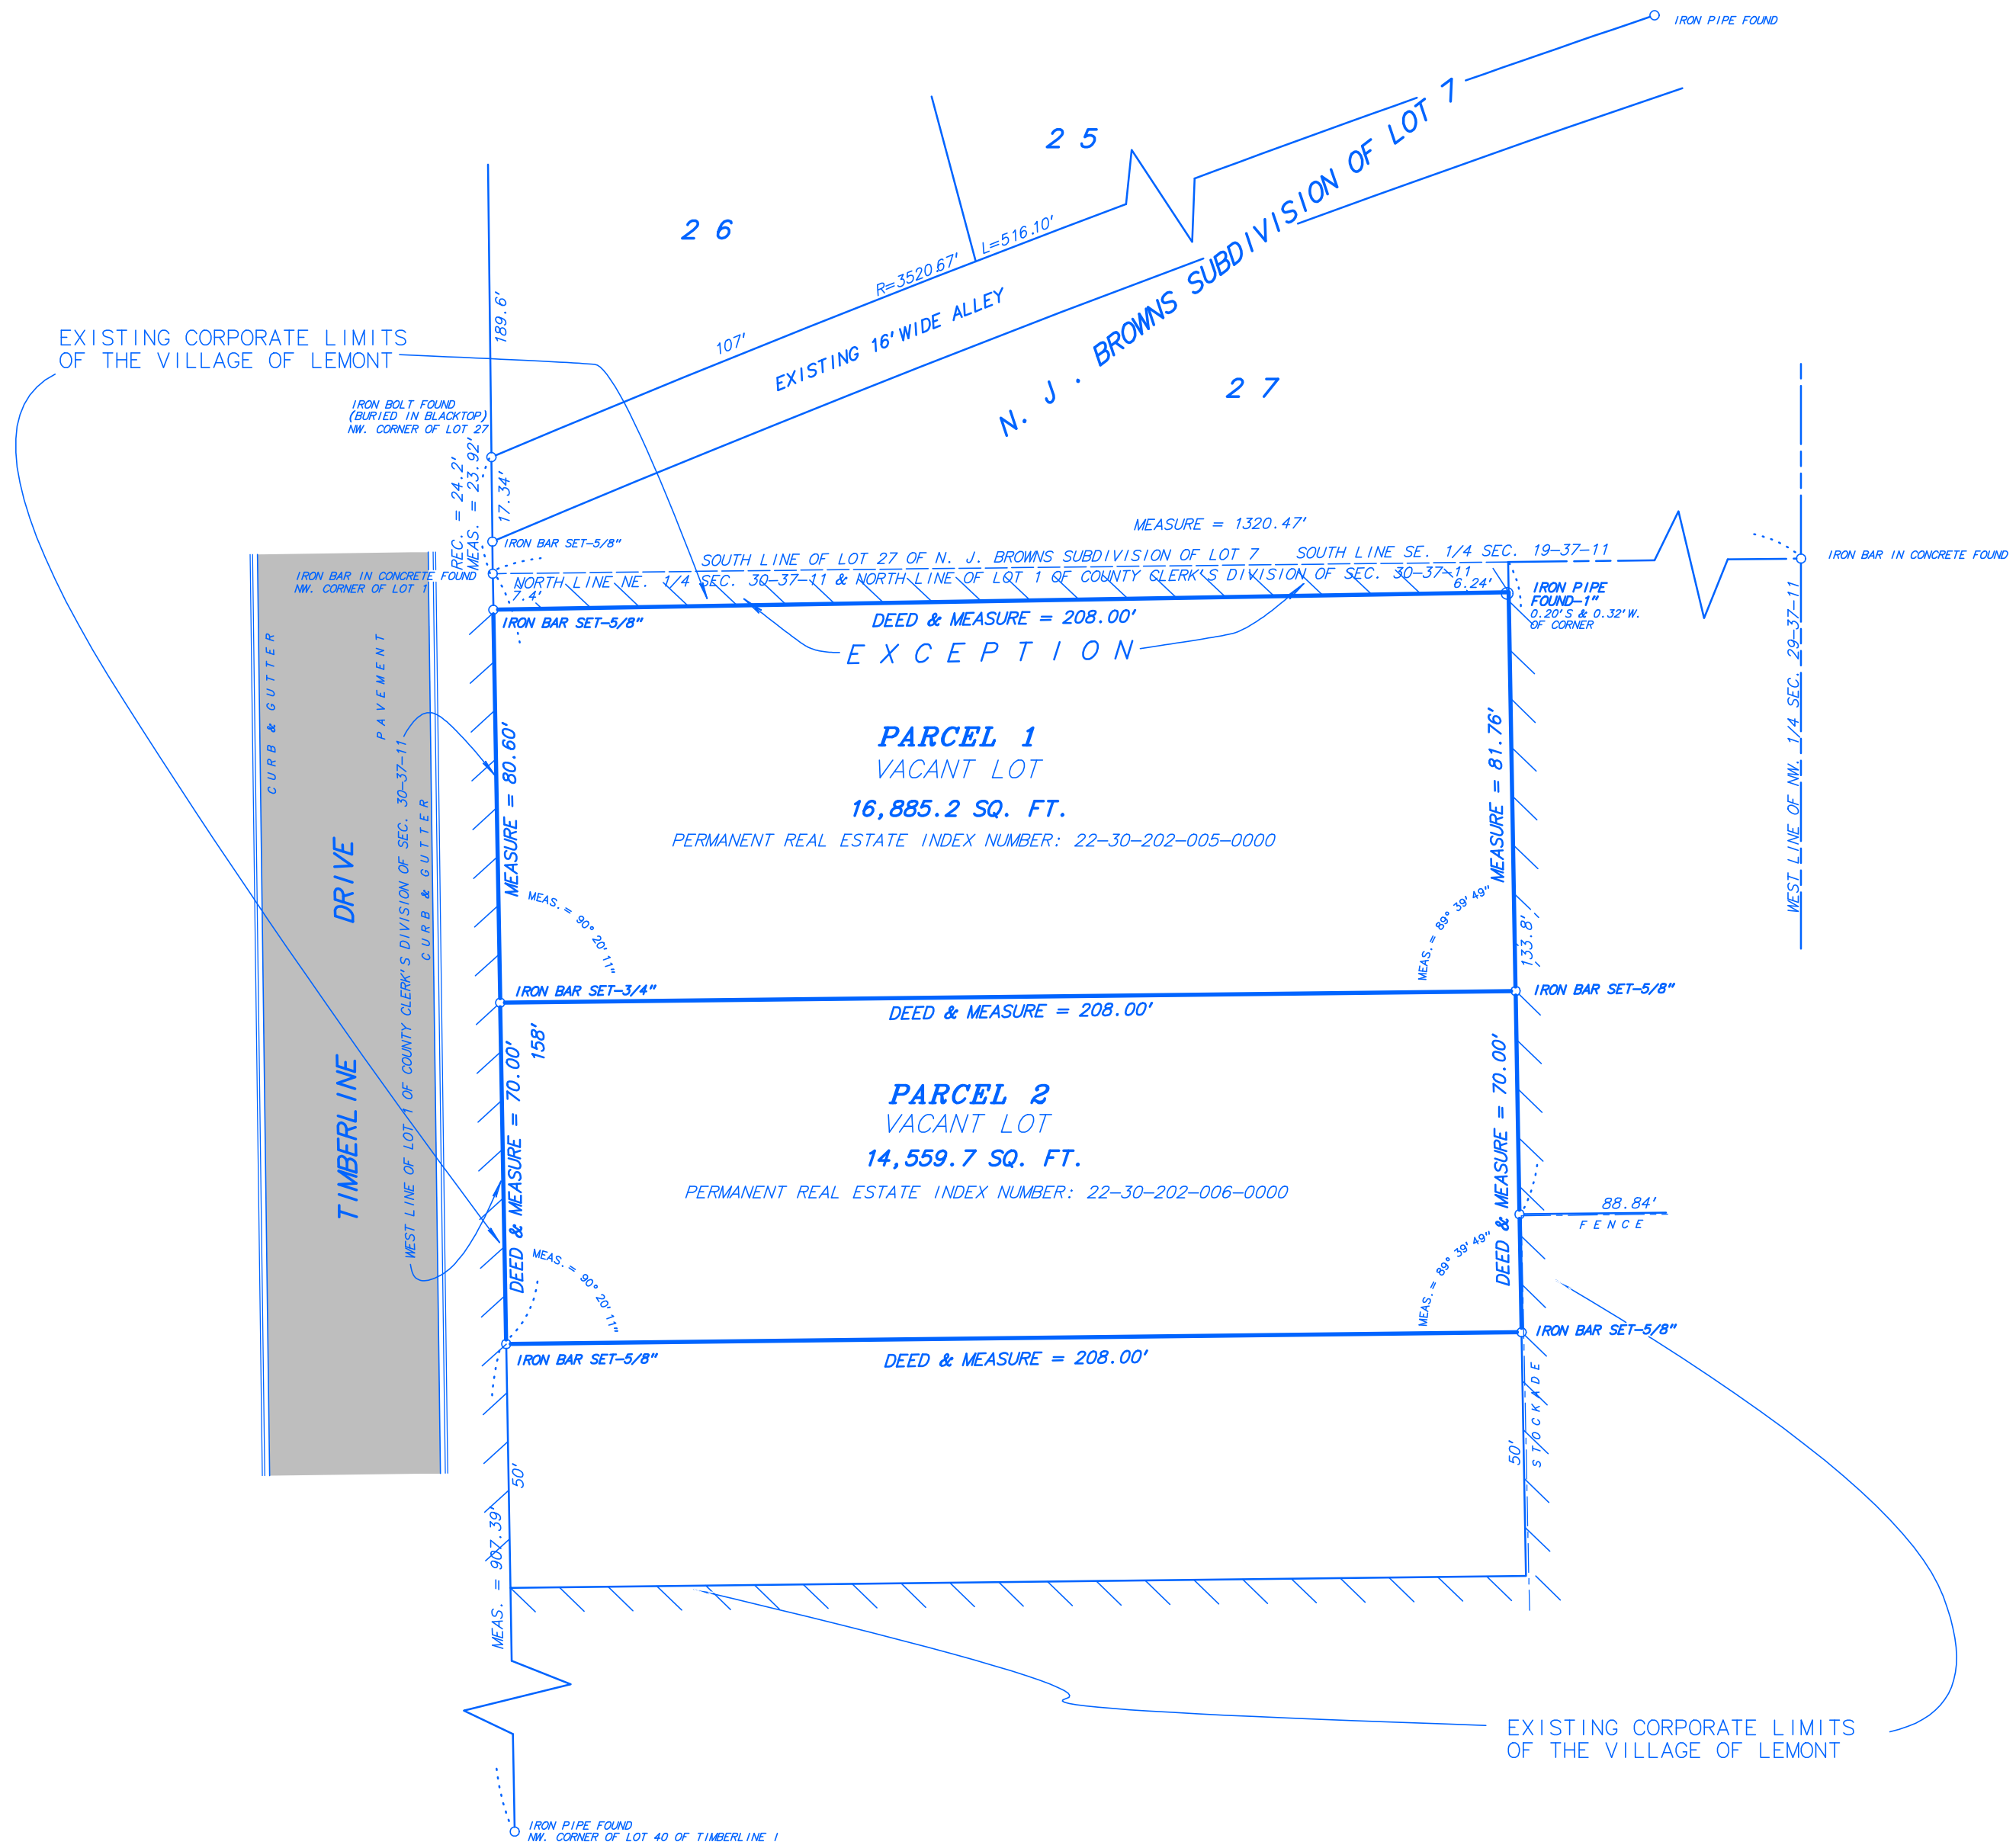 IRON PIPE FOUND
2 5
2 6
N. J. BROWNS SUBDIVISION OF LOT 7
R=3520.67'
L=516.10'
107'
EXISTING 16' WIDE ALLEY
189.6'
EXISTING CORPORATE LIMITS
OF THE VILLAGE OF LEMONT
2 7
IRON BOLT FOUND
(BURIED IN BLACKTOP)
NW. CORNER OF LOT 27
REC. = 24.2'
MEAS. = 23.92'
17.34'
IRON BAR SET-5/8"
MEASURE = 1320.47'
SOUTH LINE OF LOT 27 OF N. J. BROWNS SUBDIVISION OF LOT 7
SOUTH LINE SE. 1/4 SEC. 19-37-11
IRON BAR IN CONCRETE FOUND
IRON BAR IN CONCRETE FOUND
NW. CORNER OF LOT 1
NORTH LINE NE. 1/4 SEC. 30-37-11 & NORTH LINE OF LOT 1 OF COUNTY CLERK'S DIVISION OF SEC. 30-37-11
7.4'
6.24'
IRON PIPE
FOUND-1"
0.20' S & 0.32' W.
OF CORNER
IRON BAR SET-5/8"
DEED & MEASURE = 208.00'
E X C E P T I O N
WEST LINE OF NW. 1/4 SEC. 29-37-11
CURB & GUTTER
PAVEMENT
WEST LINE OF LOT 1 OF COUNTY CLERK'S DIVISION OF SEC. 30-37-11
CURB & GUTTER
TIMBERLINE DRIVE
MEASURE = 80.60'
PARCEL 1
VACANT LOT
16,885.2 SQ. FT.
PERMANENT REAL ESTATE INDEX NUMBER: 22-30-202-005-0000
MEASURE = 81.76'
MEAS. = 90° 20' 11"
MEAS. = 89° 39' 49"
133.8'
IRON BAR SET-3/4"
IRON BAR SET-5/8"
DEED & MEASURE = 208.00'
158'
DEED & MEASURE = 70.00'
PARCEL 2
VACANT LOT
14,559.7 SQ. FT.
PERMANENT REAL ESTATE INDEX NUMBER: 22-30-202-006-0000
DEED & MEASURE = 70.00'
88.84'
FENCE
MEAS. = 90° 20' 11"
MEAS. = 89° 39' 49"
IRON BAR SET-5/8"
IRON BAR SET-5/8"
DEED & MEASURE = 208.00'
STOCKADE
50'
50'
MEAS. = 907.39'
EXISTING CORPORATE LIMITS
OF THE VILLAGE OF LEMONT
IRON PIPE FOUND
NW. CORNER OF LOT 40 OF TIMBERLINE I